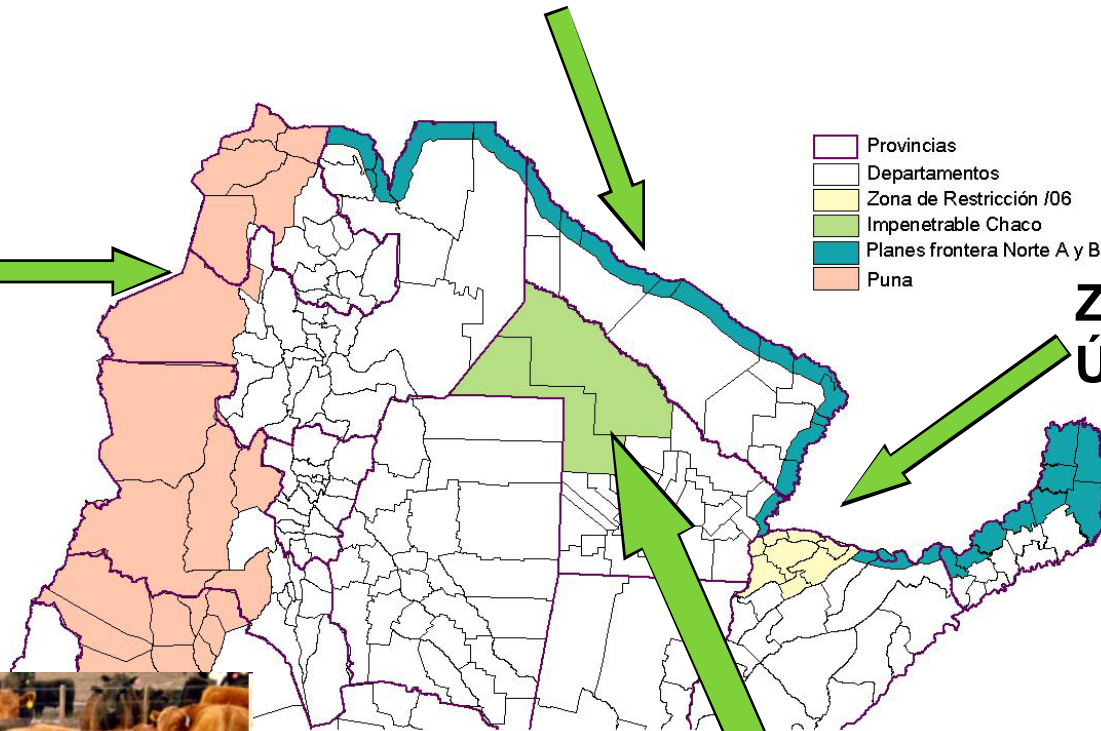 Provincias
Departamentos
Zona de Restricción /06
Impenetrable Chaco
Planes frontera Norte A y B
Puna
Z
Ú